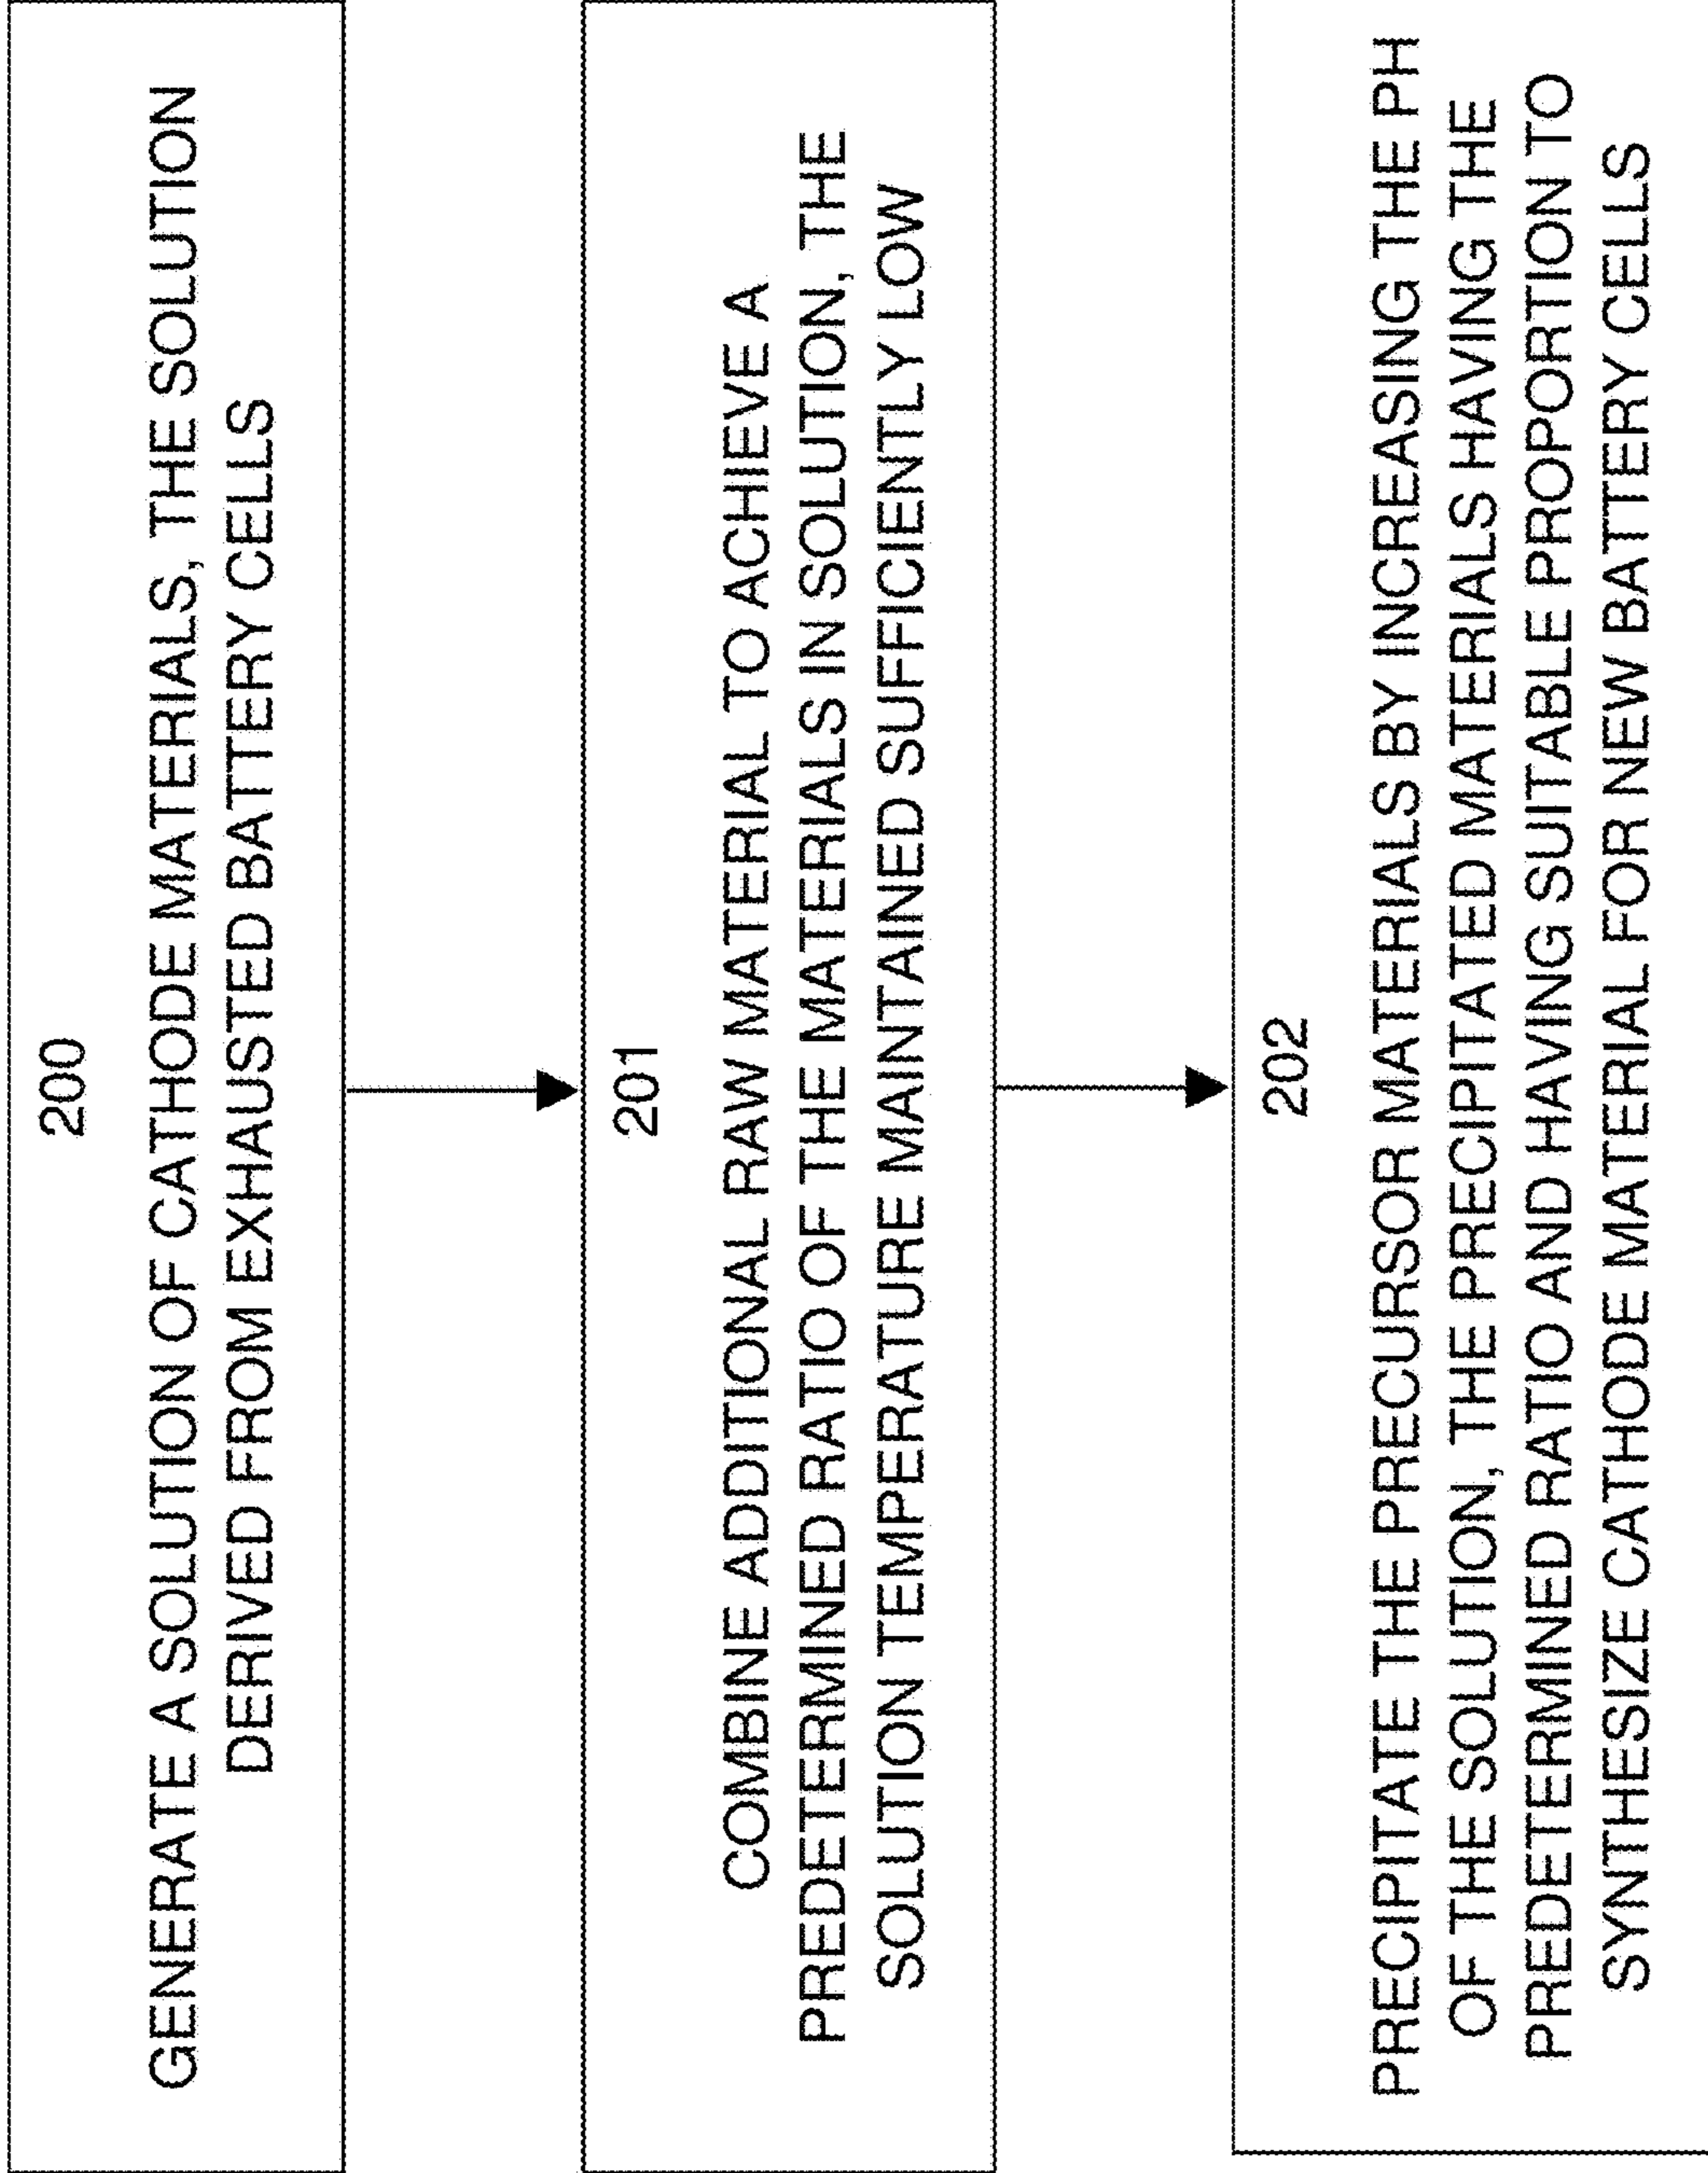 200
GENERATE A SOLUTION OF CATHODE MATERIALS, THE SOLUTION
DERIVED FROM EXHAUSTED BATTERY CELLS
201
COMBINE ADDITIONAL RAW MATERIAL TO ACHIEVE A
PREDETERMINED RATIO OF THE MATERIALS IN SOLUTION, THE
SOLUTION TEMPERATURE MAINTAINED SUFFICIENTLY LOW
202
PRECIPITATE THE PRECURSOR MATERIALS BY INCREASING THE PH
OF THE SOLUTION, THE PRECIPITATED MATERIALS HAVING THE
PREDETERMINED RATIO AND HAVING SUITABLE PROPORTION TO
SYNTHESIZE CATHODE MATERIAL FOR NEW BATTERY CELLS